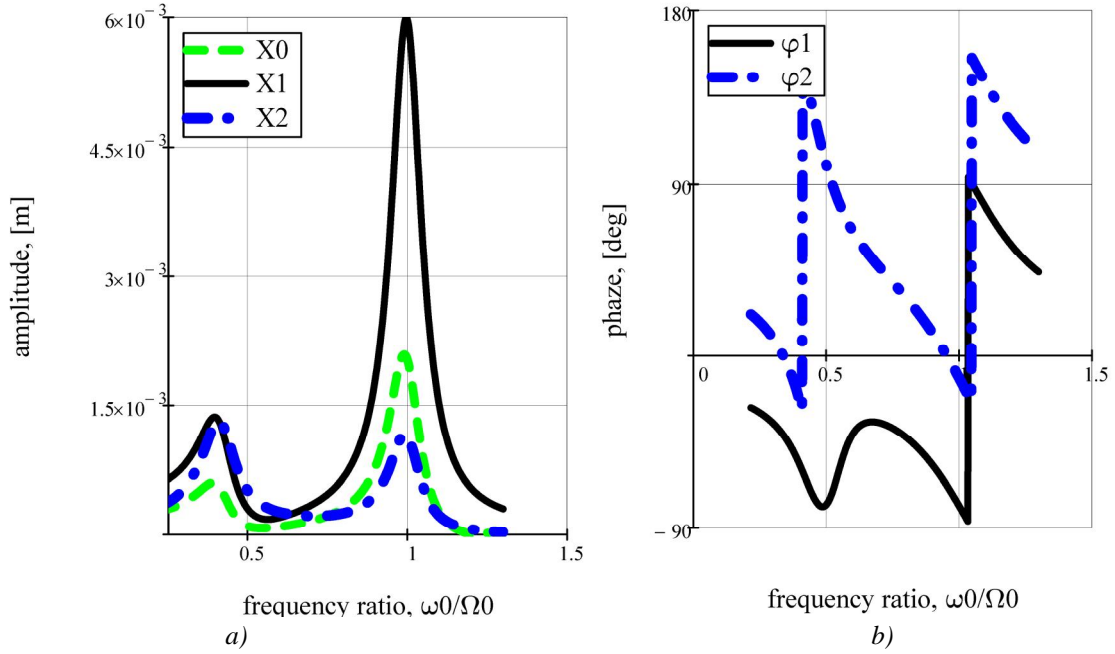 6×10⁻³
X0
X1
X2
4.5×10⁻³
3×10⁻³
1.5×10⁻³
amplitude, [m]
0.5
1
1.5
frequency ratio, ω0/Ω0
a)
180
φ1
φ2
90
phaze, [deg]
0
0.5
1
1.5
− 90
frequency ratio, ω0/Ω0
b)